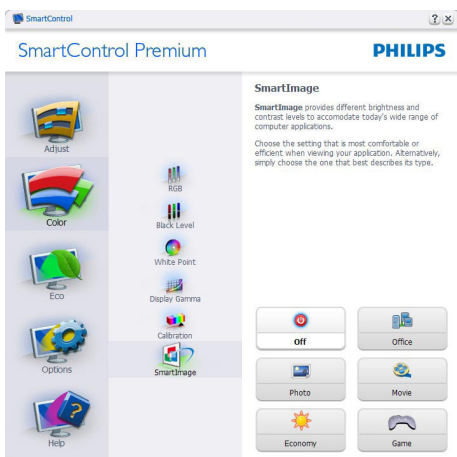 SmartControl
SmartControl Premium
PHILIPS
Adjust
Color
Eco
Options
Help
RGB
Black Level
White Point
Display Gamma
Calibration
SmartImage
SmartImage
SmartImage provides different brightness and
contrast levels to accomodate today's wide range of
computer applications.
Choose the setting that is most comfortable or
efficient when viewing your application. Alternatively,
simply choose the one that best describes its type.
Off
Office
Photo
Movie
Economy
Game